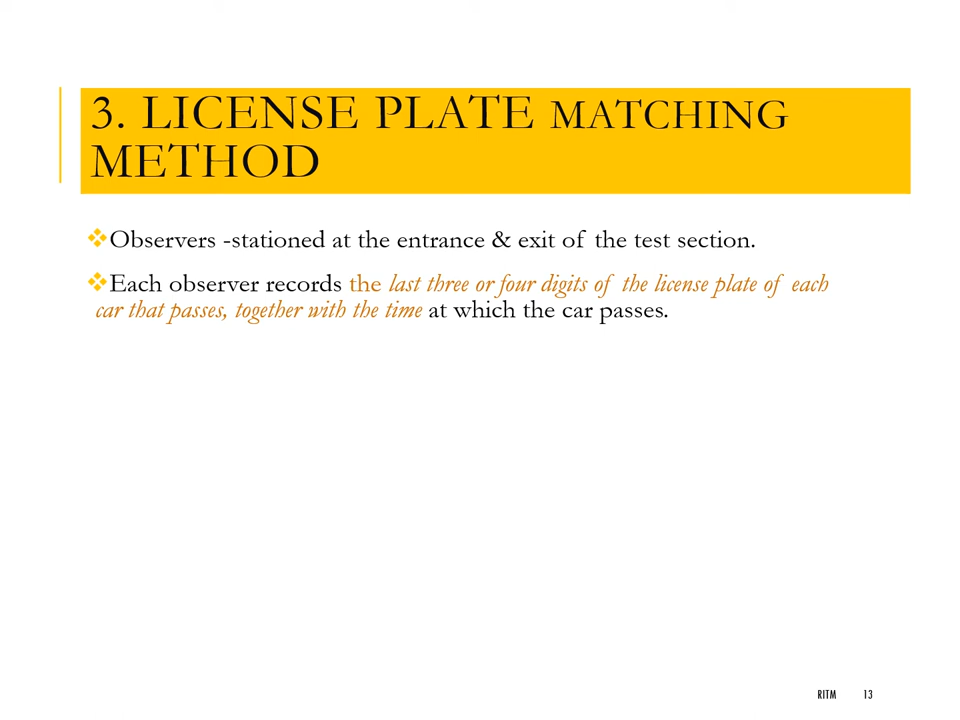 3. LICENSE PLATE MATCHING
METHOD
❖Observers -stationed at the entrance & exit of the test section.
❖Each observer records the last three or four digits of the license plate of each
car that passes, together with the time at which the car passes.
RITM 13